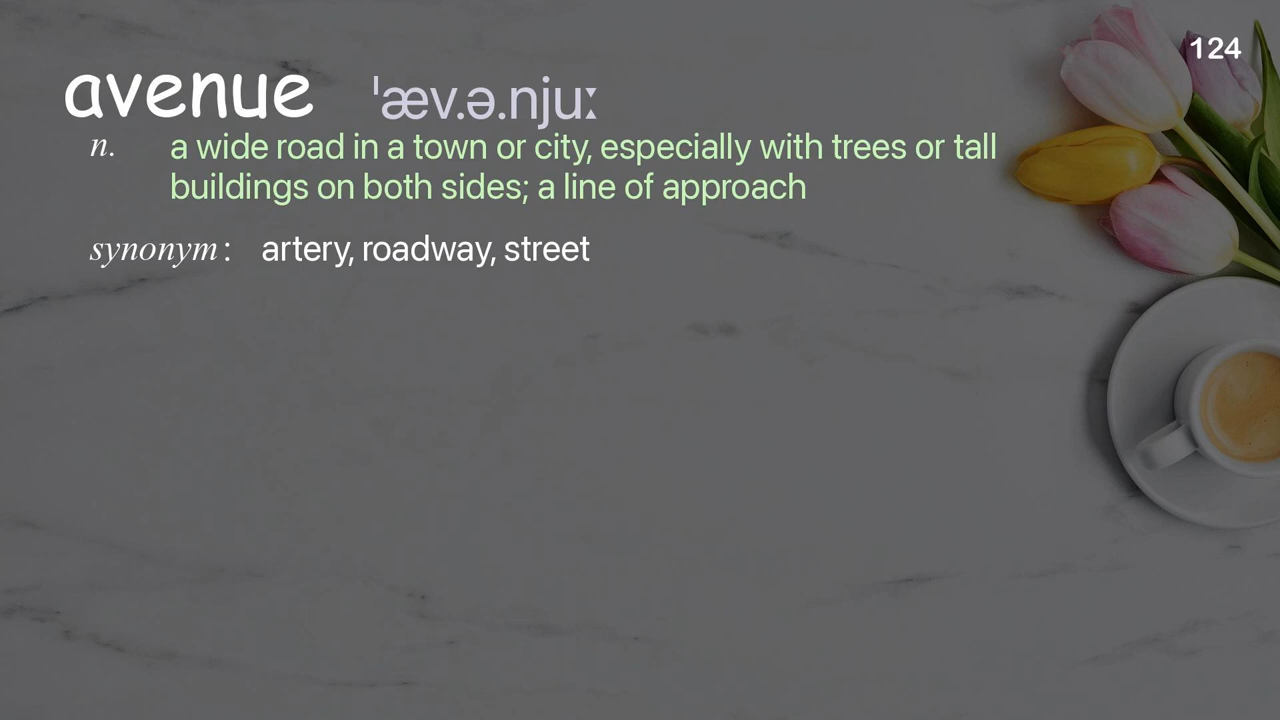 124
avenue ˈæv.ə.njuː
n. a wide road in a town or city, especially with trees or tall
buildings on both sides; a line of approach
synonym : artery, roadway, street